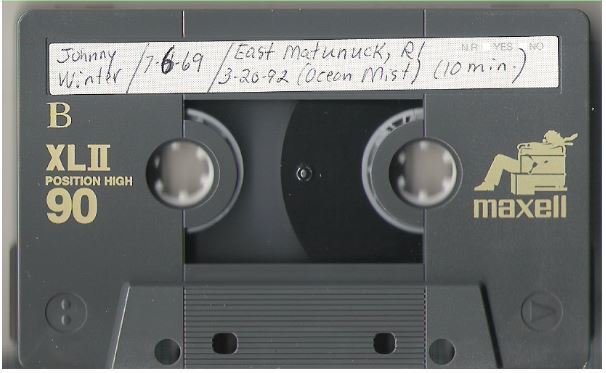 Johnny / 7-6-69 / East Matunuck, RI N.R YES NO
Winter 3-20-92 (Ocean Mist) (10 min.)
B
XLII
POSITION HIGH
90
maxell